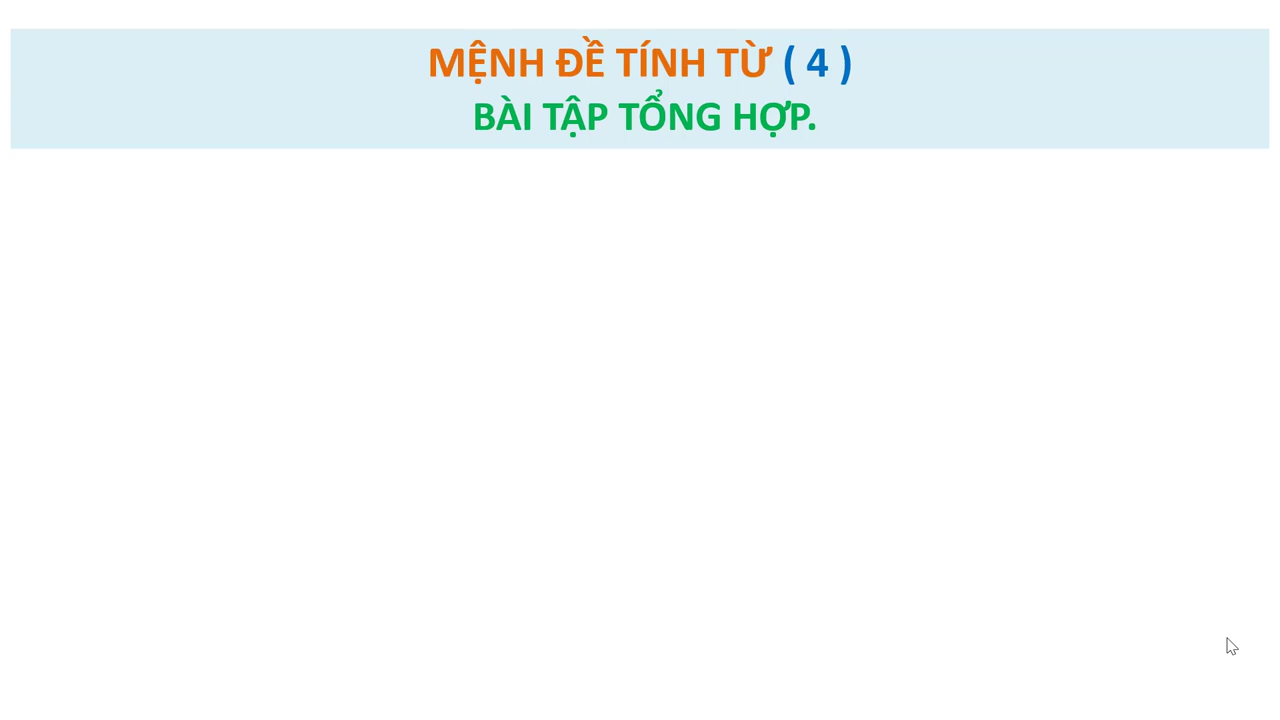 MỆNH ĐỀ TÍNH TỪ ( 4 )
BÀI TẬP TỔNG HỢP.